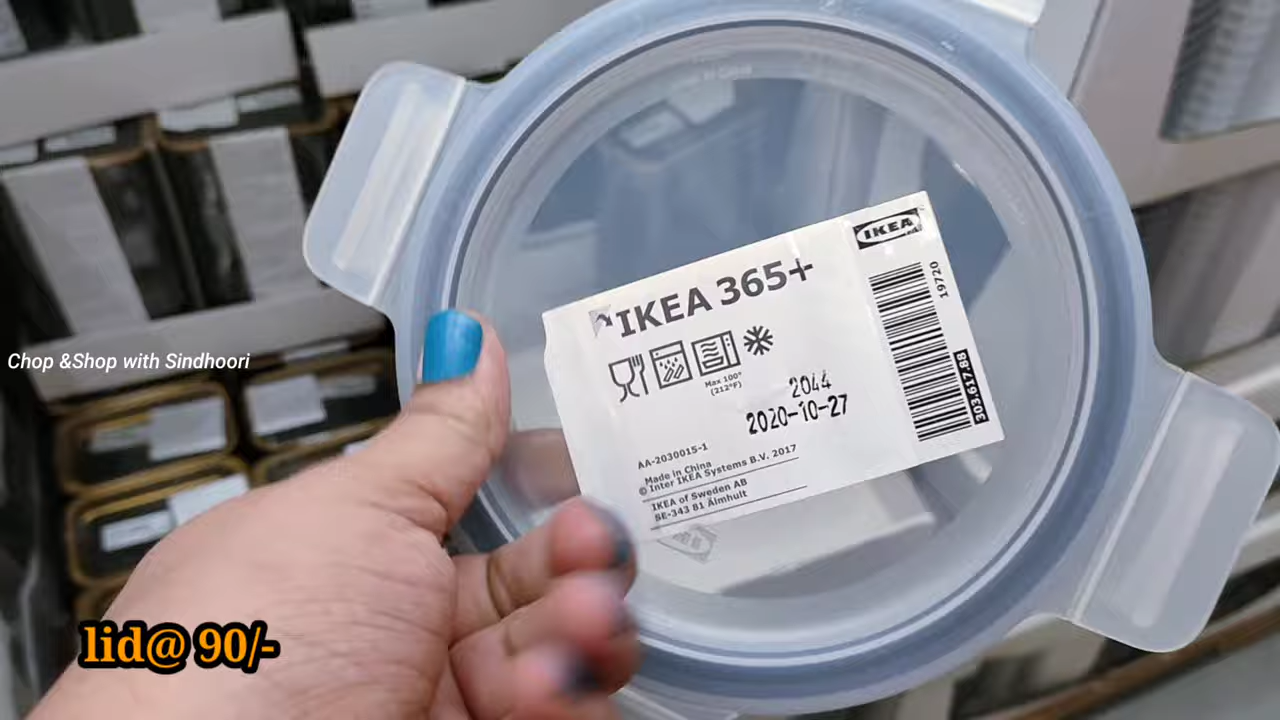 IKEA
IKEA 365+
19720
Max 100°
(212°F)
2044
2020-10-27
303.617.88
AA-2030015-1
Made in China
© Inter IKEA Systems B.V. 2017
IKEA of Sweden AB
SE-343 81 Älmhult
Chop &Shop with Sindhoori
lid@ 90/-